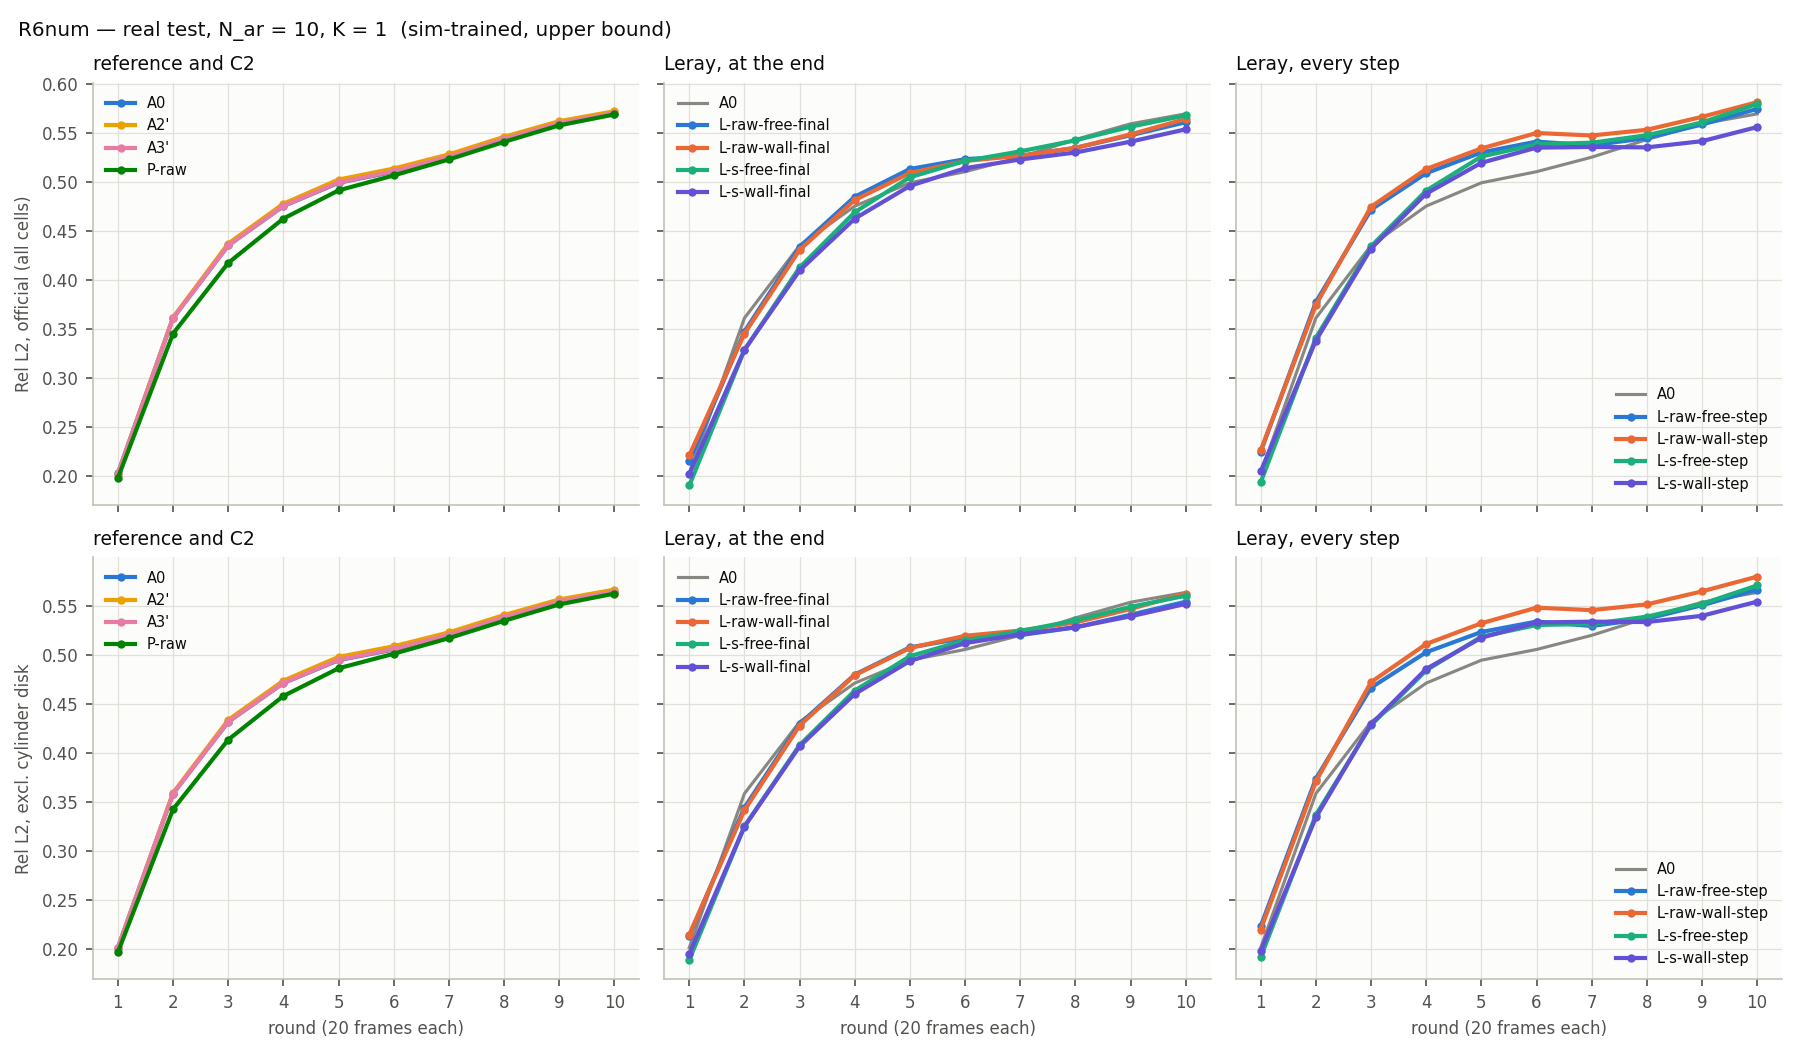 R6num — real test, N_ar = 10, K = 1  (sim-trained, upper bound)
reference and C2
Rel L2, official (all cells)
0.60
0.55
0.50
0.45
0.40
0.35
0.30
0.25
0.20
A0
A2'
A3'
P-raw
Leray, at the end
A0
L-raw-free-final
L-raw-wall-final
L-s-free-final
L-s-wall-final
Leray, every step
A0
L-raw-free-step
L-raw-wall-step
L-s-free-step
L-s-wall-step
reference and C2
Rel L2, excl. cylinder disk
0.55
0.50
0.45
0.40
0.35
0.30
0.25
0.20
A0
A2'
A3'
P-raw
1 2 3 4 5 6 7 8 9 10
round (20 frames each)
Leray, at the end
A0
L-raw-free-final
L-raw-wall-final
L-s-free-final
L-s-wall-final
1 2 3 4 5 6 7 8 9 10
round (20 frames each)
Leray, every step
A0
L-raw-free-step
L-raw-wall-step
L-s-free-step
L-s-wall-step
1 2 3 4 5 6 7 8 9 10
round (20 frames each)